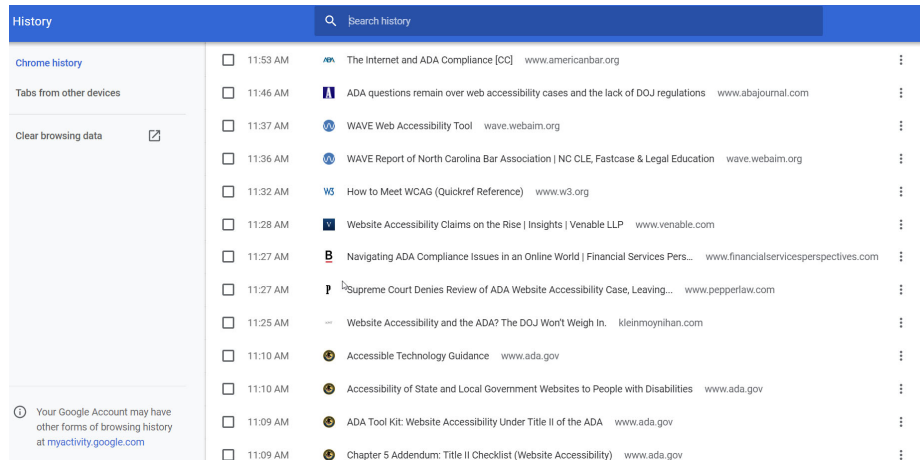 History
Search history
Chrome history
Tabs from other devices
Clear browsing data
11:53 AM The Internet and ADA Compliance [CC] www.americanbar.org
11:46 AM ADA questions remain over web accessibility cases and the lack of DOJ regulations www.abajournal.com
11:37 AM WAVE Web Accessibility Tool wave.webaim.org
11:36 AM WAVE Report of North Carolina Bar Association | NC CLE, Fastcase & Legal Education wave.webaim.org
11:32 AM W3 How to Meet WCAG (Quickref Reference) www.w3.org
11:28 AM V Website Accessibility Claims on the Rise | Insights | Venable LLP www.venable.com
11:27 AM B Navigating ADA Compliance Issues in an Online World | Financial Services Pers... www.financialservicesperspectives.com
11:27 AM P Supreme Court Denies Review of ADA Website Accessibility Case, Leaving... www.pepperlaw.com
11:25 AM Website Accessibility and the ADA? The DOJ Won't Weigh In. kleinmoynihan.com
11:10 AM Accessible Technology Guidance www.ada.gov
11:10 AM Accessibility of State and Local Government Websites to People with Disabilities www.ada.gov
11:09 AM ADA Tool Kit: Website Accessibility Under Title II of the ADA www.ada.gov
11:09 AM Chapter 5 Addendum: Title II Checklist (Website Accessibility) www.ada.gov
Your Google Account may have
other forms of browsing history
at myactivity.google.com